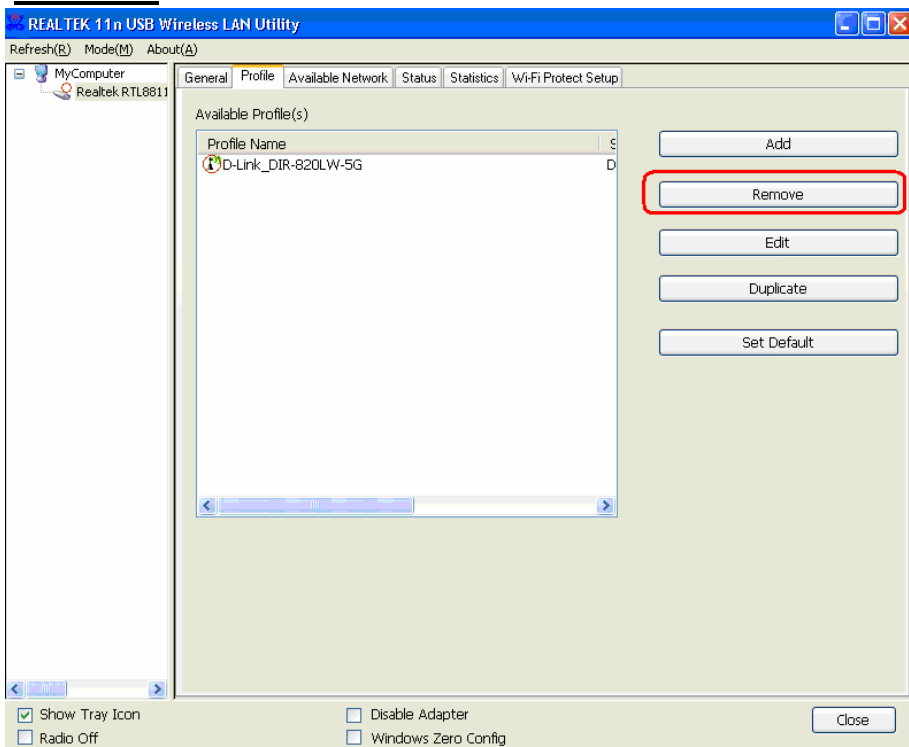 REALTEK 11n USB Wireless LAN Utility
Refresh(R) Mode(M) About(A)
MyComputer
Realtek RTL8811
General Profile Available Network Status Statistics Wi-Fi Protect Setup
Available Profile(s)
Profile Name S
D-Link_DIR-820LW-5G D
Add
Remove
Edit
Duplicate
Set Default
Show Tray Icon
Radio Off
Disable Adapter
Windows Zero Config
Close